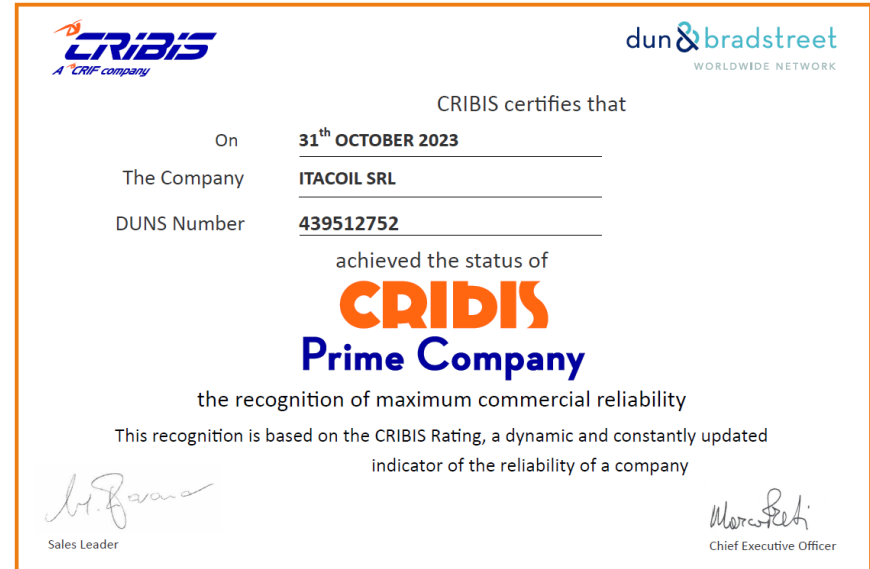 CRIBIS
A CRIF company
dun & bradstreet
WORLDWIDE NETWORK
CRIBIS certifies that
On 31th OCTOBER 2023
The Company ITACOIL SRL
DUNS Number 439512752
achieved the status of
CRIBIS
Prime Company
the recognition of maximum commercial reliability
This recognition is based on the CRIBIS Rating, a dynamic and constantly updated
indicator of the reliability of a company
Sales Leader
Chief Executive Officer